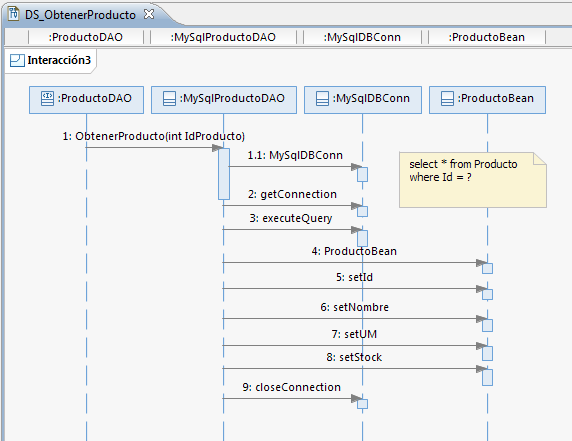 DS_ObtenerProducto
:ProductoDAO :MySqlProductoDAO :MySqlDBConn :ProductoBean
Interacción3
:ProductoDAO :MySqlProductoDAO :MySqlDBConn :ProductoBean
1: ObtenerProducto(int IdProducto)
1.1: MySqlDBConn
select * from Producto
where Id = ?
2: getConnection
3: executeQuery
4: ProductoBean
5: setId
6: setNombre
7: setUM
8: setStock
9: closeConnection